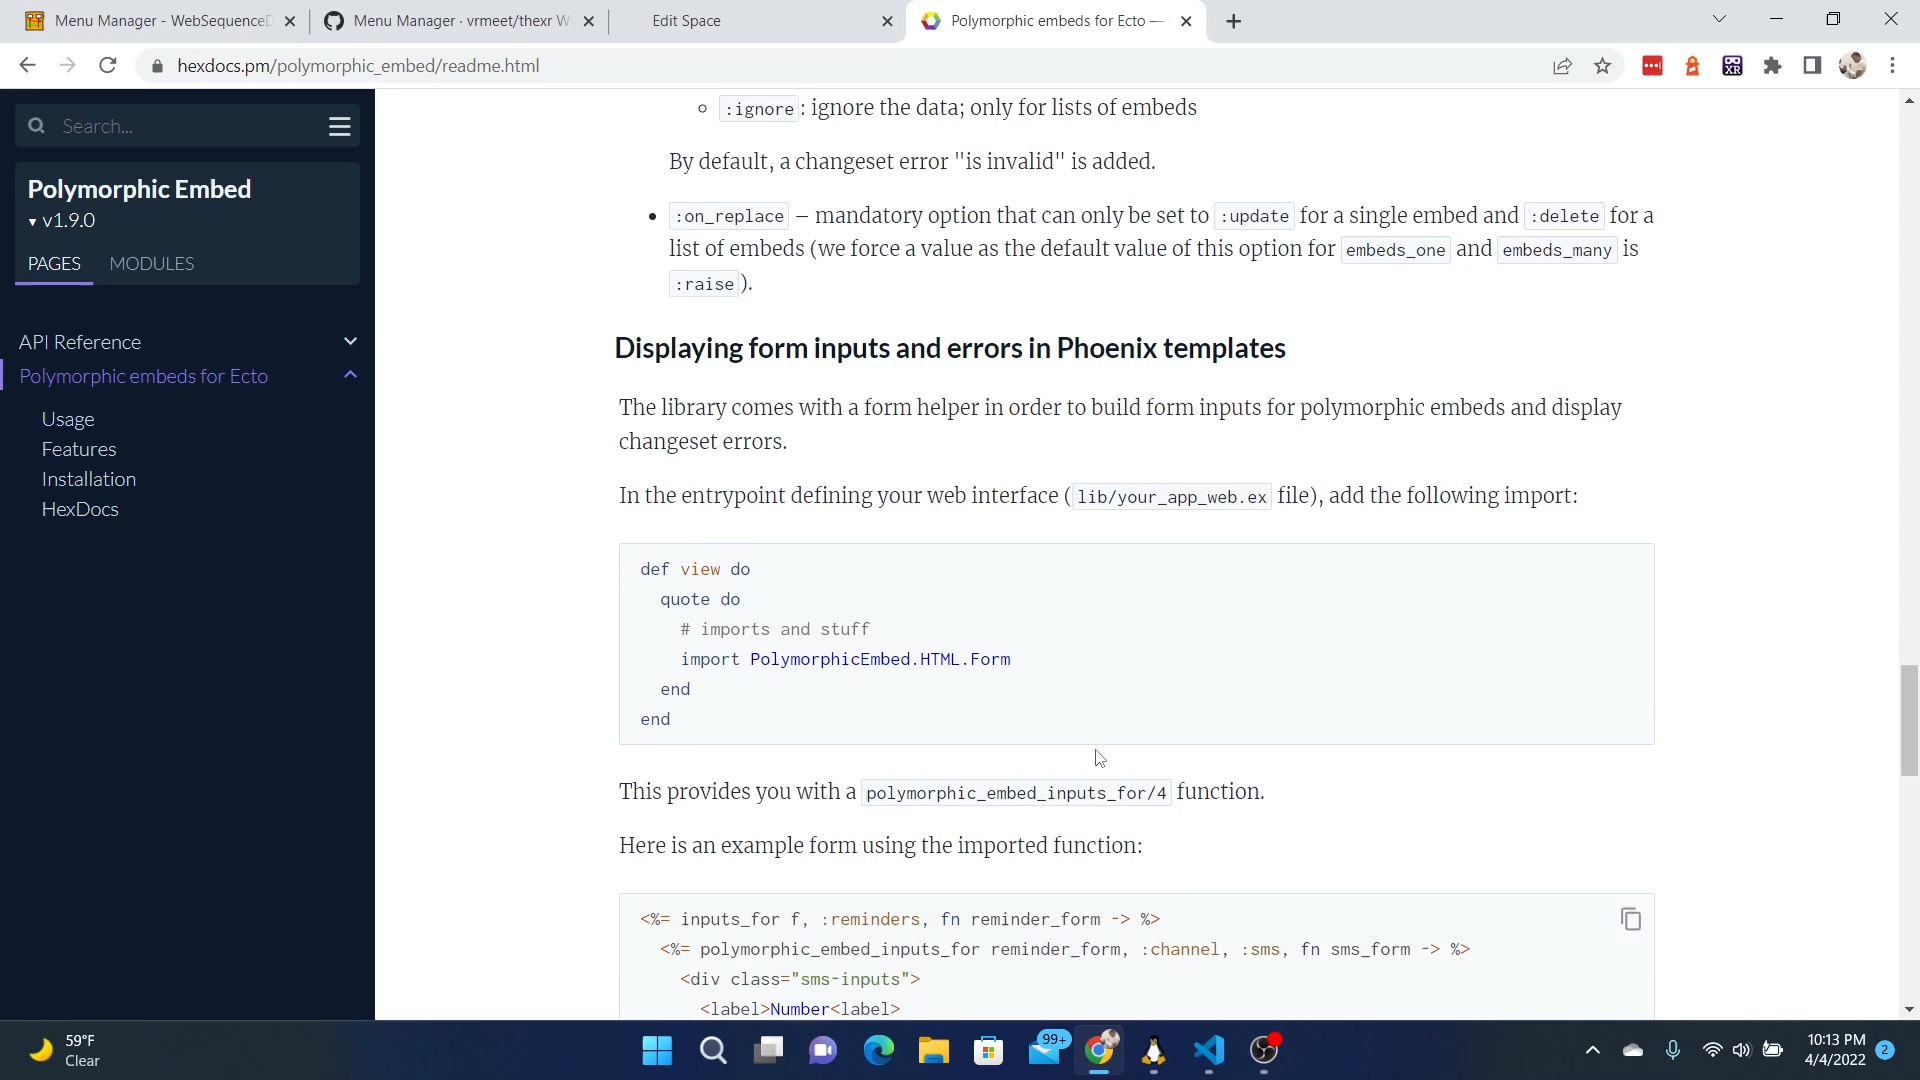 Menu Manager - WebSequenceD
Menu Manager · vrmeet/thexr W
Edit Space
Polymorphic embeds for Ecto —
hexdocs.pm/polymorphic_embed/readme.html
XR
Search...
Polymorphic Embed
v1.9.0
PAGES MODULES
API Reference
Polymorphic embeds for Ecto
Usage
Features
Installation
HexDocs
:ignore : ignore the data; only for lists of embeds
By default, a changeset error "is invalid" is added.
:on_replace – mandatory option that can only be set to :update for a single embed and :delete for a
list of embeds (we force a value as the default value of this option for embeds_one and embeds_many is
:raise ).
Displaying form inputs and errors in Phoenix templates
The library comes with a form helper in order to build form inputs for polymorphic embeds and display
changeset errors.
In the entrypoint defining your web interface ( lib/your_app_web.ex file), add the following import:
def view do
quote do
# imports and stuff
import PolymorphicEmbed.HTML.Form
end
end
This provides you with a polymorphic_embed_inputs_for/4 function.
Here is an example form using the imported function:
<%= inputs_for f, :reminders, fn reminder_form -> %>
<%= polymorphic_embed_inputs_for reminder_form, :channel, :sms, fn sms_form -> %>
<div class="sms-inputs">
<label>Number<label>
59°F
Clear
99+
10:13 PM
4/4/2022
2